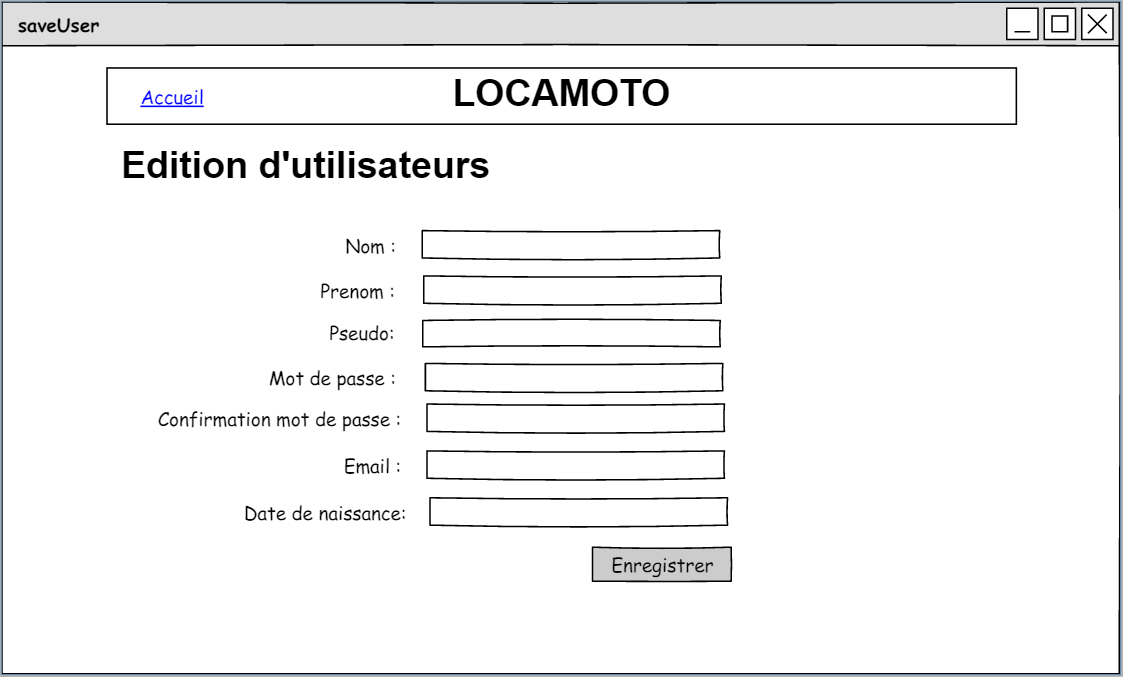 saveUser
Accueil LOCAMOTO
Edition d'utilisateurs
Nom :
Prenom :
Pseudo:
Mot de passe :
Confirmation mot de passe :
Email :
Date de naissance:
Enregistrer